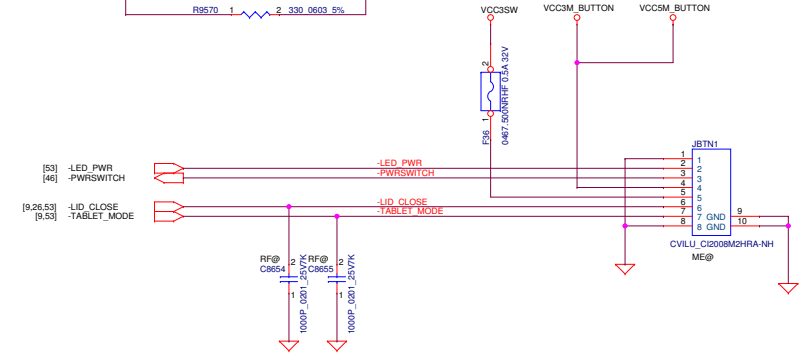 R9570 1 2 330_0603_5%
VCC3SW
VCC3M_BUTTON
VCC5M_BUTTON
2
1
F36
0467.500NRHF 0.5A 32V
JBTN1
[53] -LED_PWR
[46] -PWRSWITCH
-LED_PWR
-PWRSWITCH
[9,26,53] -LID_CLOSE
[9,53] -TABLET_MODE
-LID_CLOSE
-TABLET_MODE
1 1
2 2
3 3
4 4
5 5
6 6
7 7 GND 9
8 8 GND 10
CVILU_CI2008M2HRA-NH
ME@
RF@
C8654
2
1
1000P_0201_25V7K
RF@
C8655
2
1
1000P_0201_25V7K